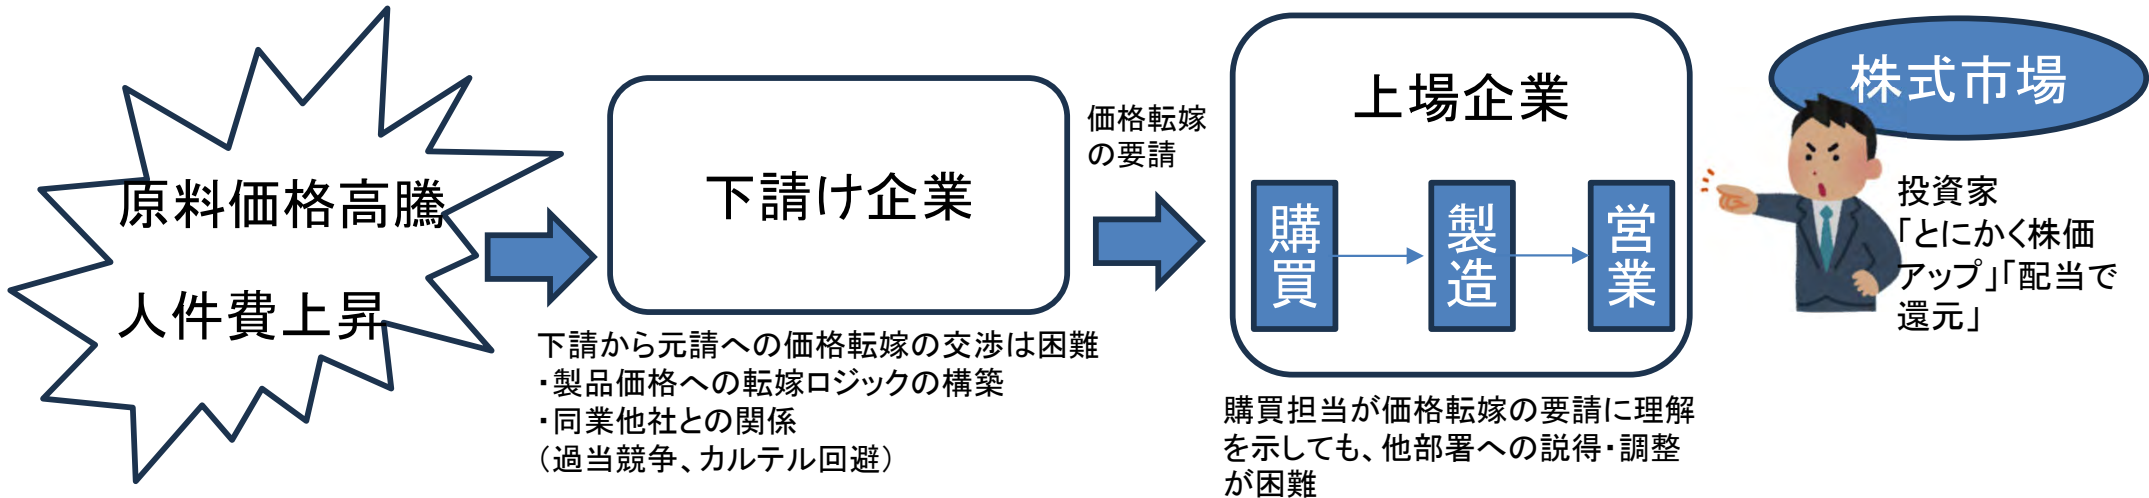 原料価格高騰
人件費上昇
下請け企業
下請から元請への価格転嫁の交渉は困難
・製品価格への転嫁ロジックの構築
・同業他社との関係
（過当競争、カルテル回避）
価格転嫁
の要請
上場企業
購買
製造
営業
購買担当が価格転嫁の要請に理解
を示しても、他部署への説得・調整
が困難
株式市場
投資家
「とにかく株価
アップ」「配当で
還元」